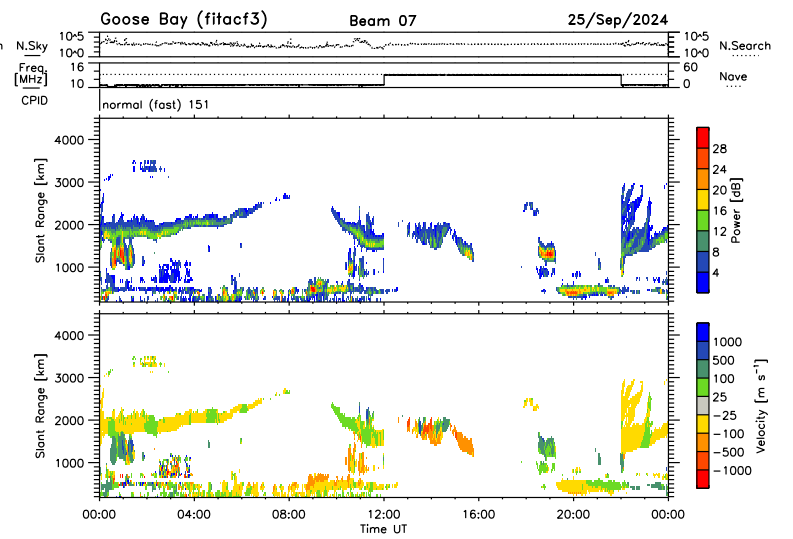 Goose Bay (fitacf3) Beam 07 25/Sep/2024
n N.Sky 10^5 10^0 10^5 10^0 N.Search
Freq. [MHz] 16 10 60 0 Nave
CPID normal (fast) 151
4000
3000
2000
1000
Slant Range [km]
28
24
20
16
12
8
4
Power [dB]
4000
3000
2000
1000
Slant Range [km]
1000
500
100
25
-25
-100
-500
-1000
Velocity [m s⁻¹]
00:00 04:00 08:00 12:00 16:00 20:00 00:00
Time UT